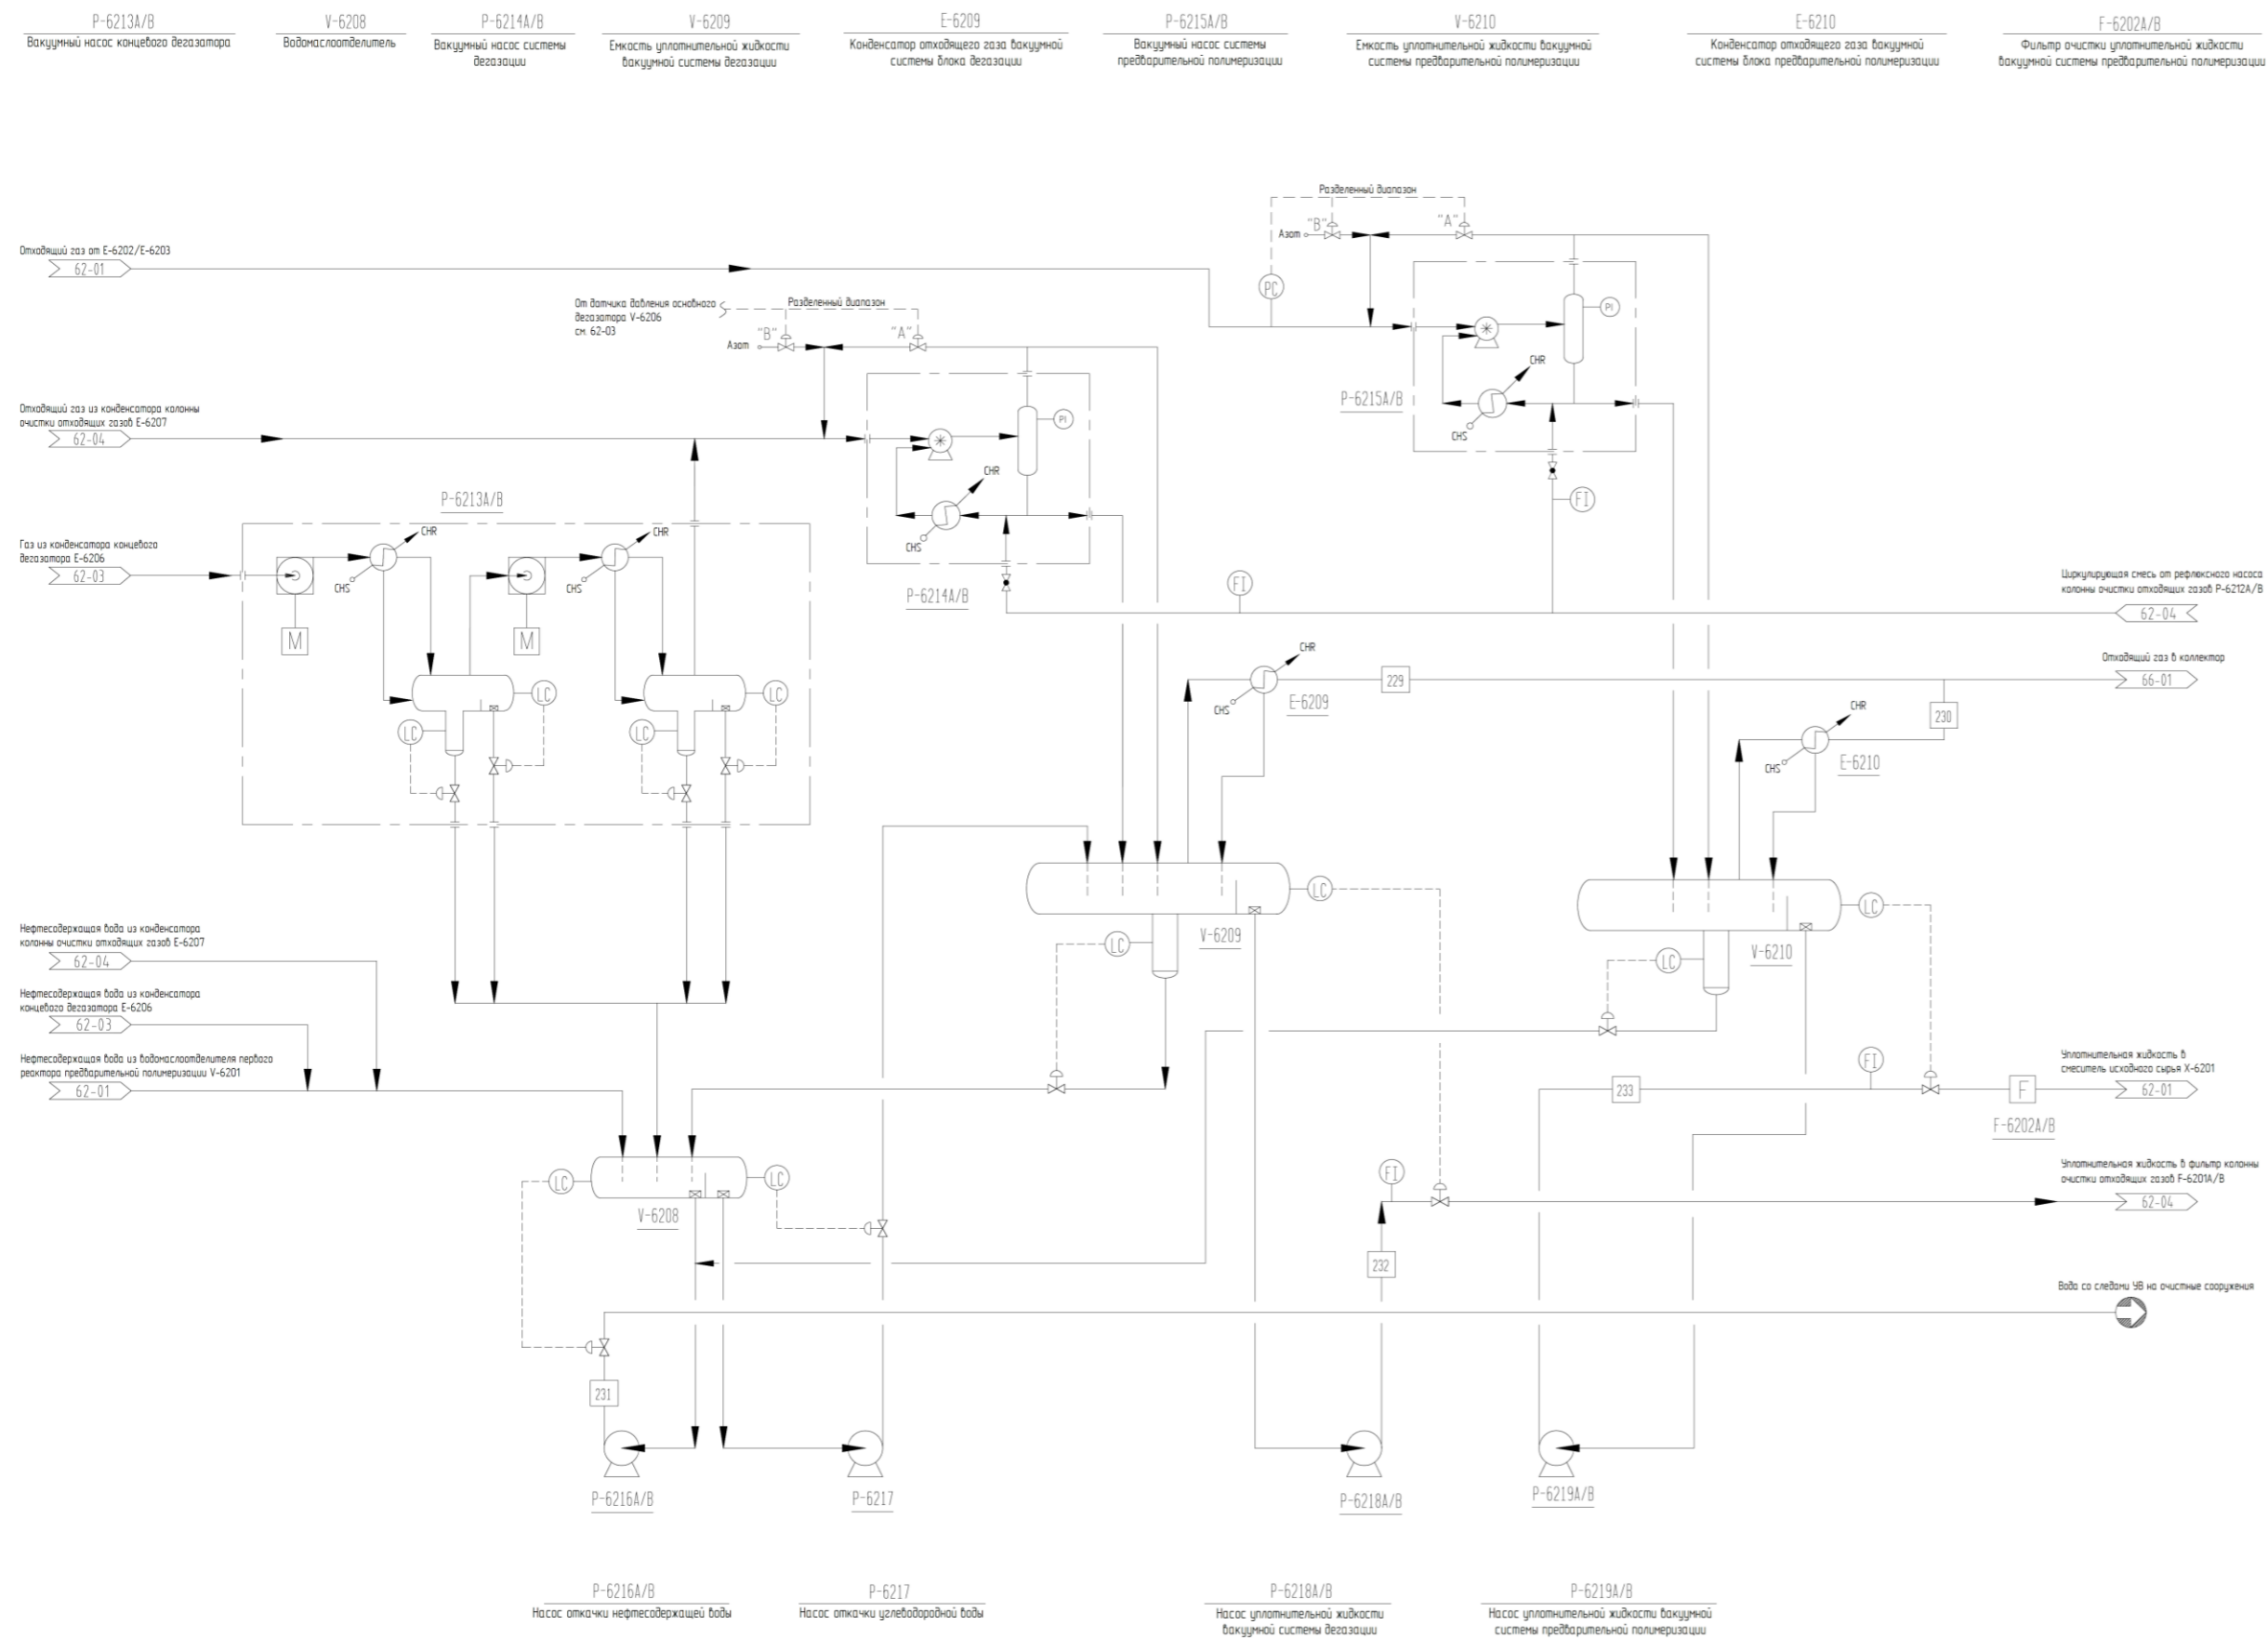 P-6213A/B
Вакуумный насос концевого дегазатора
V-6208
Водомаслоотделитель
P-6214A/B
Вакуумный насос системы
дегазации
V-6209
Емкость уплотнительной жидкости
вакуумной системы дегазации
E-6209
Конденсатор отходящего газа вакуумной
системы блока дегазации
P-6215A/B
Вакуумный насос системы
предварительной полимеризации
V-6210
Емкость уплотнительной жидкости вакуумной
системы предварительной полимеризации
E-6210
Конденсатор отходящего газа вакуумной
системы блока предварительной полимеризации
F-6202A/B
Фильтр очистки уплотнительной жидкости
вакуумной системы предварительной полимеризации
Разделенный диапазон
"B"
"A"
Азот
Отходящий газ от E-6202/E-6203
62-01
PC
PI
От датчика давления основного
дегазатора V-6206
см. 62-03
Разделенный диапазон
"B"
"A"
Азот
CHR
P-6215A/B
CHS
Отходящий газ из конденсатора колонны
очистки отходящих газов E-6207
62-04
PI
CHR
CHS
FI
P-6213A/B
Газ из конденсатора концевого
дегазатора E-6206
62-03
CHR
CHS
CHR
CHS
M
M
P-6214A/B
FI
Циркулирующая смесь от рефлюксного насоса
колонны очистки отходящих газов P-6212A/B
62-04
Отходящий газ в коллектор
66-01
CHR
CHS
E-6209
229
230
CHR
CHS
E-6210
LC
LC
LC
LC
LC
V-6209
LC
LC
V-6210
LC
Нефтесодержащая вода из конденсатора
колонны очистки отходящих газов E-6207
62-04
Нефтесодержащая вода из конденсатора
концевого дегазатора E-6206
62-03
Нефтесодержащая вода из водомаслоотделителя первого
реактора предварительной полимеризации V-6201
62-01
233
FI
F
F-6202A/B
Уплотнительная жидкость в
смеситель исходного сырья X-6201
62-01
LC
LC
V-6208
FI
232
Уплотнительная жидкость в фильтр колонны
очистки отходящих газов F-6201A/B
62-04
Вода со следами УВ на очистные сооружения
231
P-6216A/B
P-6217
P-6218A/B
P-6219A/B
P-6216A/B
Насос откачки нефтесодержащей воды
P-6217
Насос откачки углеводородной воды
P-6218A/B
Насос уплотнительной жидкости
вакуумной системы дегазации
P-6219A/B
Насос уплотнительной жидкости вакуумной
системы предварительной полимеризации